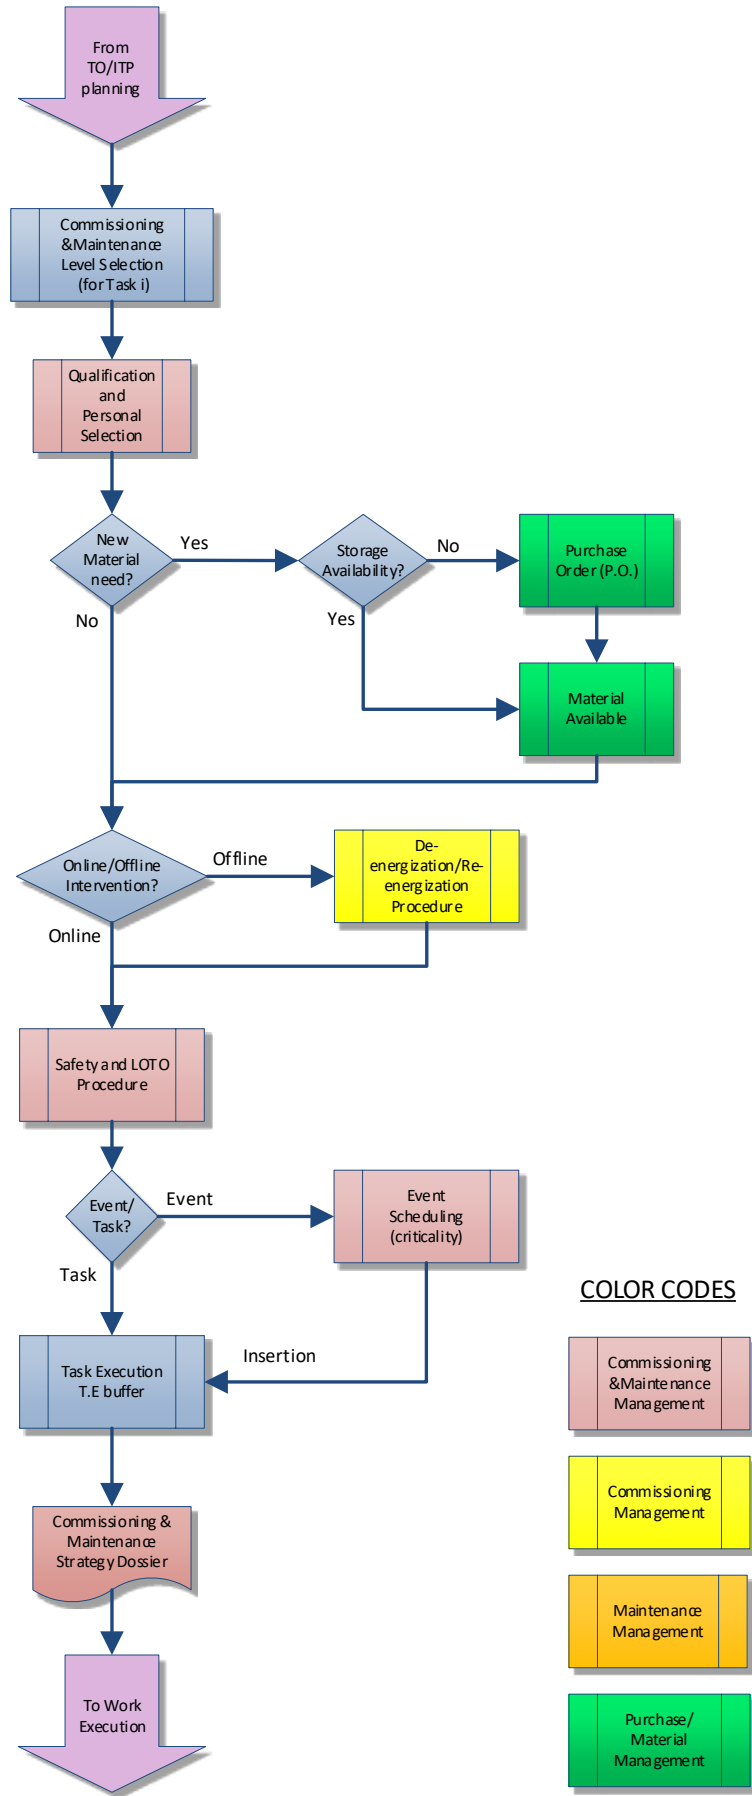 From
TO/ITP
planning
Commissioning
&Maintenance
Level Selection
(for Task i)
Qualification
and
Personal
Selection
New
Material
need?
Yes
Storage
Availability?
No
Purchase
Order (P.O.)
No
Yes
Material
Available
Online/Offline
Intervention?
Offline
De-
energization/Re-
energization
Procedure
Online
Safety and LOTO
Procedure
Event/
Task?
Event
Event
Scheduling
(criticality)
Task
Task Execution
T.E buffer
Insertion
Commissioning &
Maintenance
Strategy Dossier
To Work
Execution
COLOR CODES
Commissioning
&Maintenance
Management
Commissioning
Management
Maintenance
Management
Purchase/
Material
Management